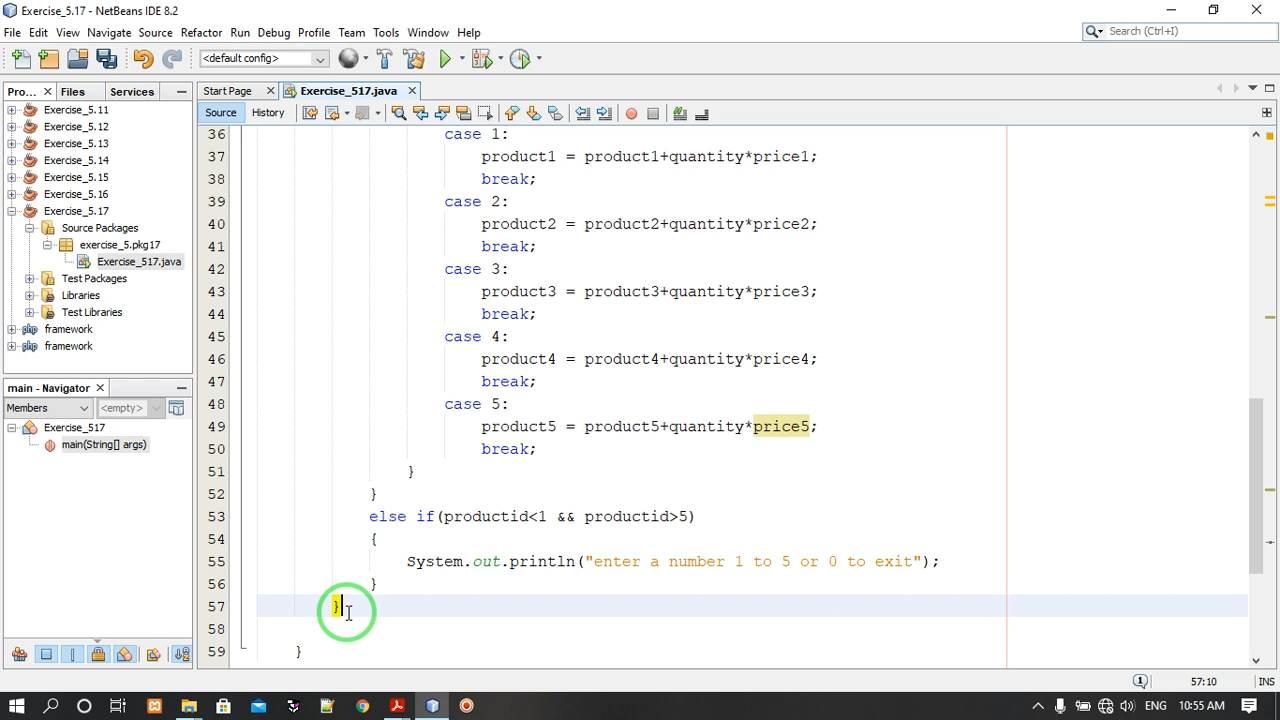 Exercise_5.17 - NetBeans IDE 8.2
File Edit View Navigate Source Refactor Run Debug Profile Team Tools Window Help
Search (Ctrl+I)
<default config>
Pro... Files Services
Start Page Exercise_517.java
Source History
Exercise_5.11
Exercise_5.12
Exercise_5.13
Exercise_5.14
Exercise_5.15
Exercise_5.16
Exercise_5.17
Source Packages
exercise_5.pkg17
Exercise_517.java
Test Packages
Libraries
Test Libraries
framework
framework
main - Navigator
Members <empty>
Exercise_517
main(String[] args)
36 case 1:
37 product1 = product1+quantity*price1;
38 break;
39 case 2:
40 product2 = product2+quantity*price2;
41 break;
42 case 3:
43 product3 = product3+quantity*price3;
44 break;
45 case 4:
46 product4 = product4+quantity*price4;
47 break;
48 case 5:
49 product5 = product5+quantity*price5;
50 break;
51 }
52 }
53 else if(productid<1 && productid>5)
54 {
55 System.out.println("enter a number 1 to 5 or 0 to exit");
56 }
57 }
58
59 }
57:10 INS
ENG 10:55 AM